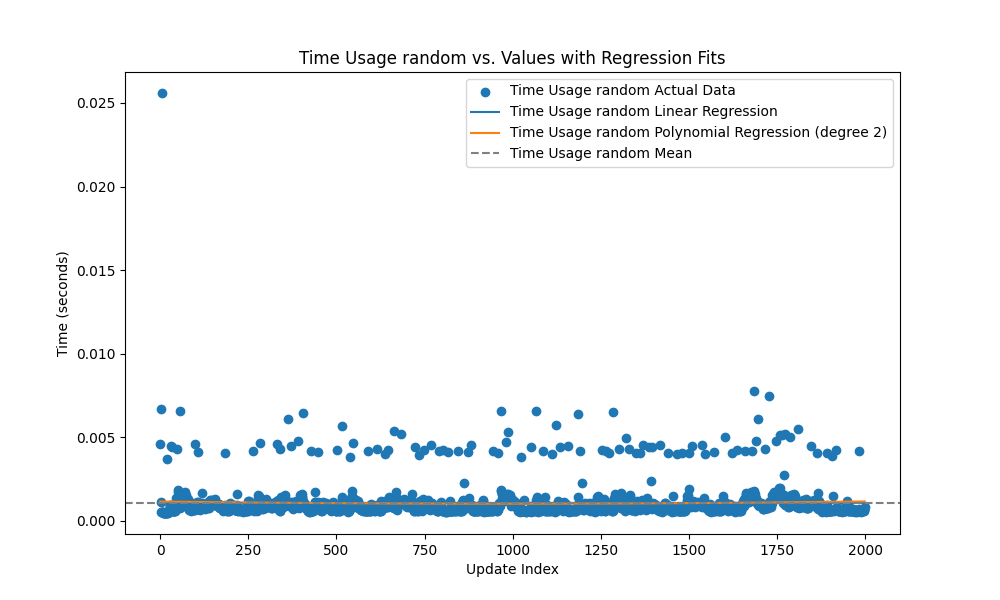 Time Usage random vs. Values with Regression Fits
Time Usage random Actual Data
Time Usage random Linear Regression
Time Usage random Polynomial Regression (degree 2)
Time Usage random Mean
0.025
0.020
0.015
0.010
0.005
0.000
Time (seconds)
0 250 500 750 1000 1250 1500 1750 2000
Update Index